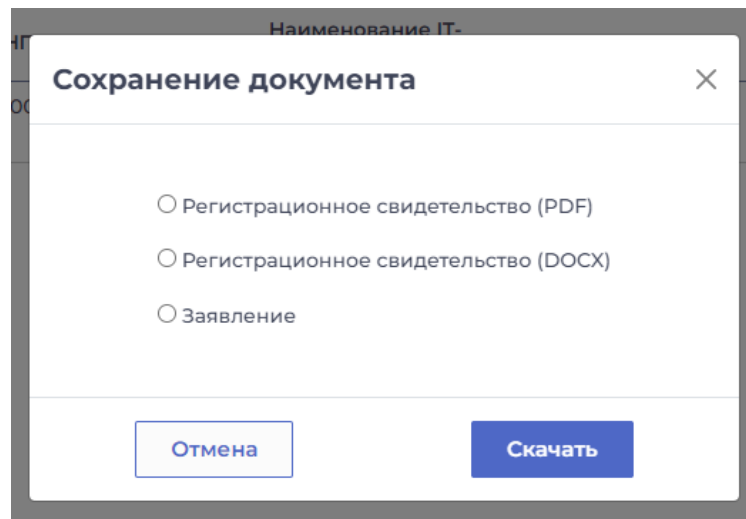 Наименование IT-
Сохранение документа
Регистрационное свидетельство (PDF)
Регистрационное свидетельство (DOCX)
Заявление
Отмена
Скачать